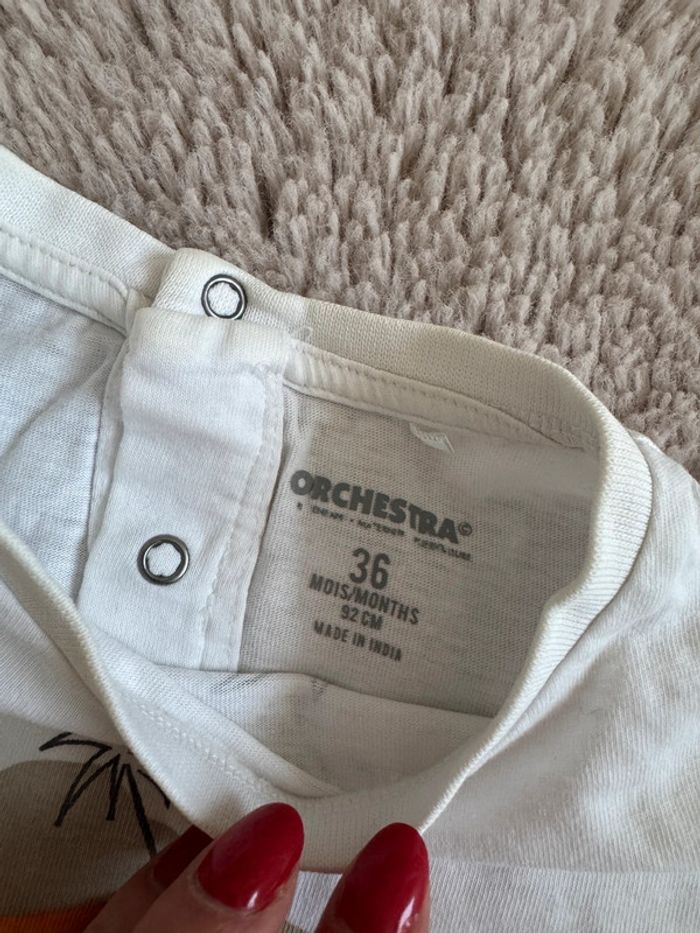 ORCHESTRA©
36
MOIS/MONTHS
92 CM
MADE IN INDIA